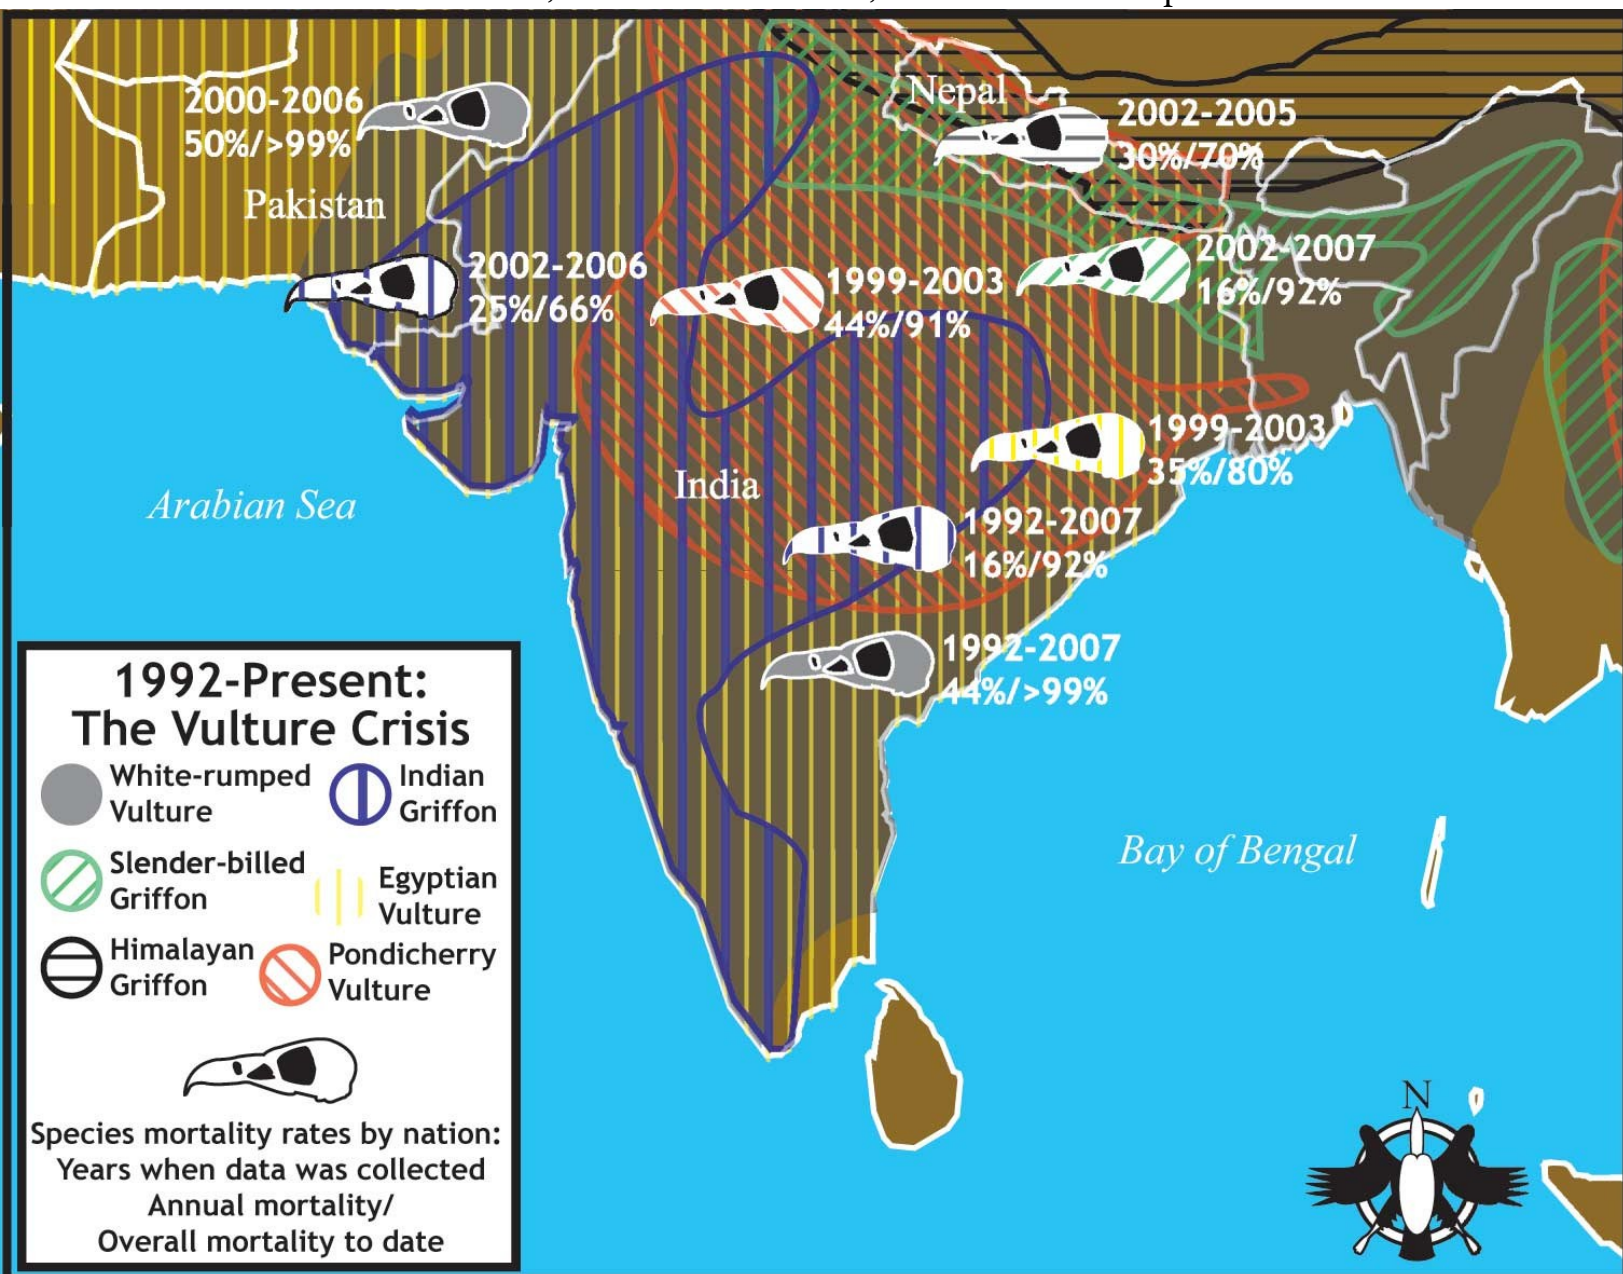 Nepal
2000-2006
50%/>99%
2002-2005
30%/70%
Pakistan
2002-2006
25%/66%
1999-2003
44%/91%
2002-2007
16%/92%
1999-2003
35%/80%
India
Arabian Sea
1992-2007
16%/92%
1992-2007
44%/>99%
Bay of Bengal
1992-Present:
The Vulture Crisis
White-rumped
Vulture
Indian
Griffon
Slender-billed
Griffon
Egyptian
Vulture
Himalayan
Griffon
Pondicherry
Vulture
Species mortality rates by nation:
Years when data was collected
Annual mortality/
Overall mortality to date
N